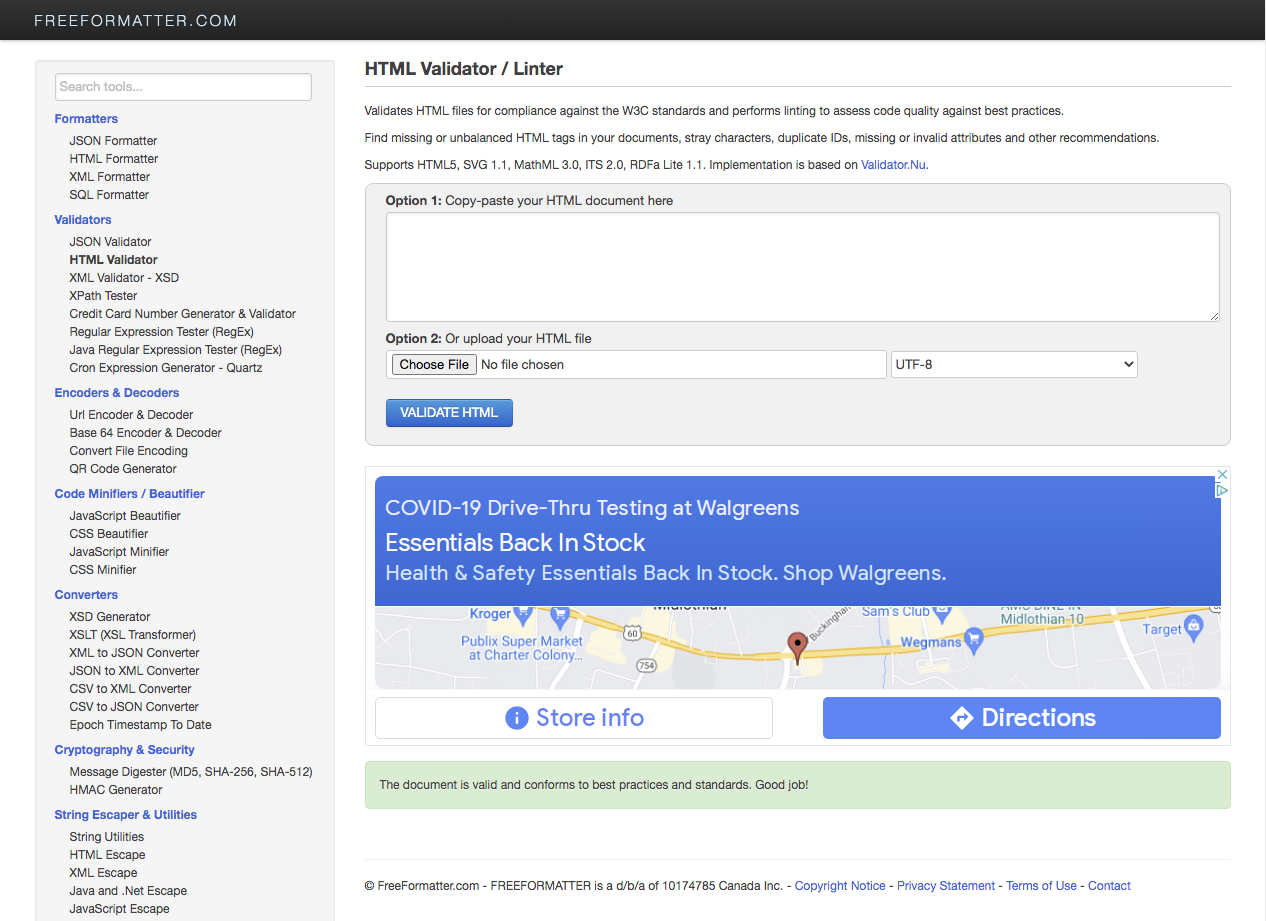 FREEFORMATTER.COM
Search tools...
Formatters
JSON Formatter
HTML Formatter
XML Formatter
SQL Formatter
Validators
JSON Validator
HTML Validator
XML Validator - XSD
XPath Tester
Credit Card Number Generator & Validator
Regular Expression Tester (RegEx)
Java Regular Expression Tester (RegEx)
Cron Expression Generator - Quartz
Encoders & Decoders
Url Encoder & Decoder
Base 64 Encoder & Decoder
Convert File Encoding
QR Code Generator
Code Minifiers / Beautifier
JavaScript Beautifier
CSS Beautifier
JavaScript Minifier
CSS Minifier
Converters
XSD Generator
XSLT (XSL Transformer)
XML to JSON Converter
JSON to XML Converter
CSV to XML Converter
CSV to JSON Converter
Epoch Timestamp To Date
Cryptography & Security
Message Digester (MD5, SHA-256, SHA-512)
HMAC Generator
String Escaper & Utilities
String Utilities
HTML Escape
XML Escape
Java and .Net Escape
JavaScript Escape
HTML Validator / Linter
Validates HTML files for compliance against the W3C standards and performs linting to assess code quality against best practices.
Find missing or unbalanced HTML tags in your documents, stray characters, duplicate IDs, missing or invalid attributes and other recommendations.
Supports HTML5, SVG 1.1, MathML 3.0, ITS 2.0, RDFa Lite 1.1. Implementation is based on Validator.Nu.
Option 1: Copy-paste your HTML document here
Option 2: Or upload your HTML file
Choose File No file chosen UTF-8
VALIDATE HTML
COVID-19 Drive-Thru Testing at Walgreens
Essentials Back In Stock
Health & Safety Essentials Back In Stock. Shop Walgreens.
Midlothian
Kroger
60
Publix Super Market
at Charter Colony...
754
Buckingham
Sam's Club
Wegmans
AMC DINE-IN
Midlothian 10
Target
Store info
Directions
The document is valid and conforms to best practices and standards. Good job!
© FreeFormatter.com - FREEFORMATTER is a d/b/a of 10174785 Canada Inc. - Copyright Notice - Privacy Statement - Terms of Use - Contact